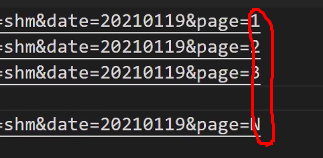 =shm&date=20210119&page=1
=shm&date=20210119&page=2
=shm&date=20210119&page=3
=shm&date=20210119&page=N